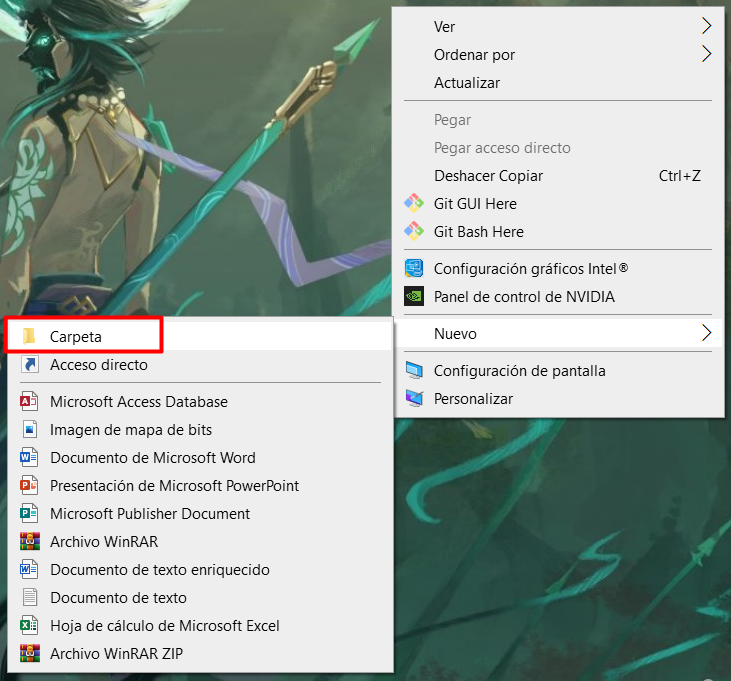 Ver
Ordenar por
Actualizar
Pegar
Pegar acceso directo
Deshacer Copiar Ctrl+Z
Git GUI Here
Git Bash Here
Configuración gráficos Intel®
Panel de control de NVIDIA
Nuevo
Configuración de pantalla
Personalizar
Carpeta
Acceso directo
Microsoft Access Database
Imagen de mapa de bits
Documento de Microsoft Word
Presentación de Microsoft PowerPoint
Microsoft Publisher Document
Archivo WinRAR
Documento de texto enriquecido
Documento de texto
Hoja de cálculo de Microsoft Excel
Archivo WinRAR ZIP